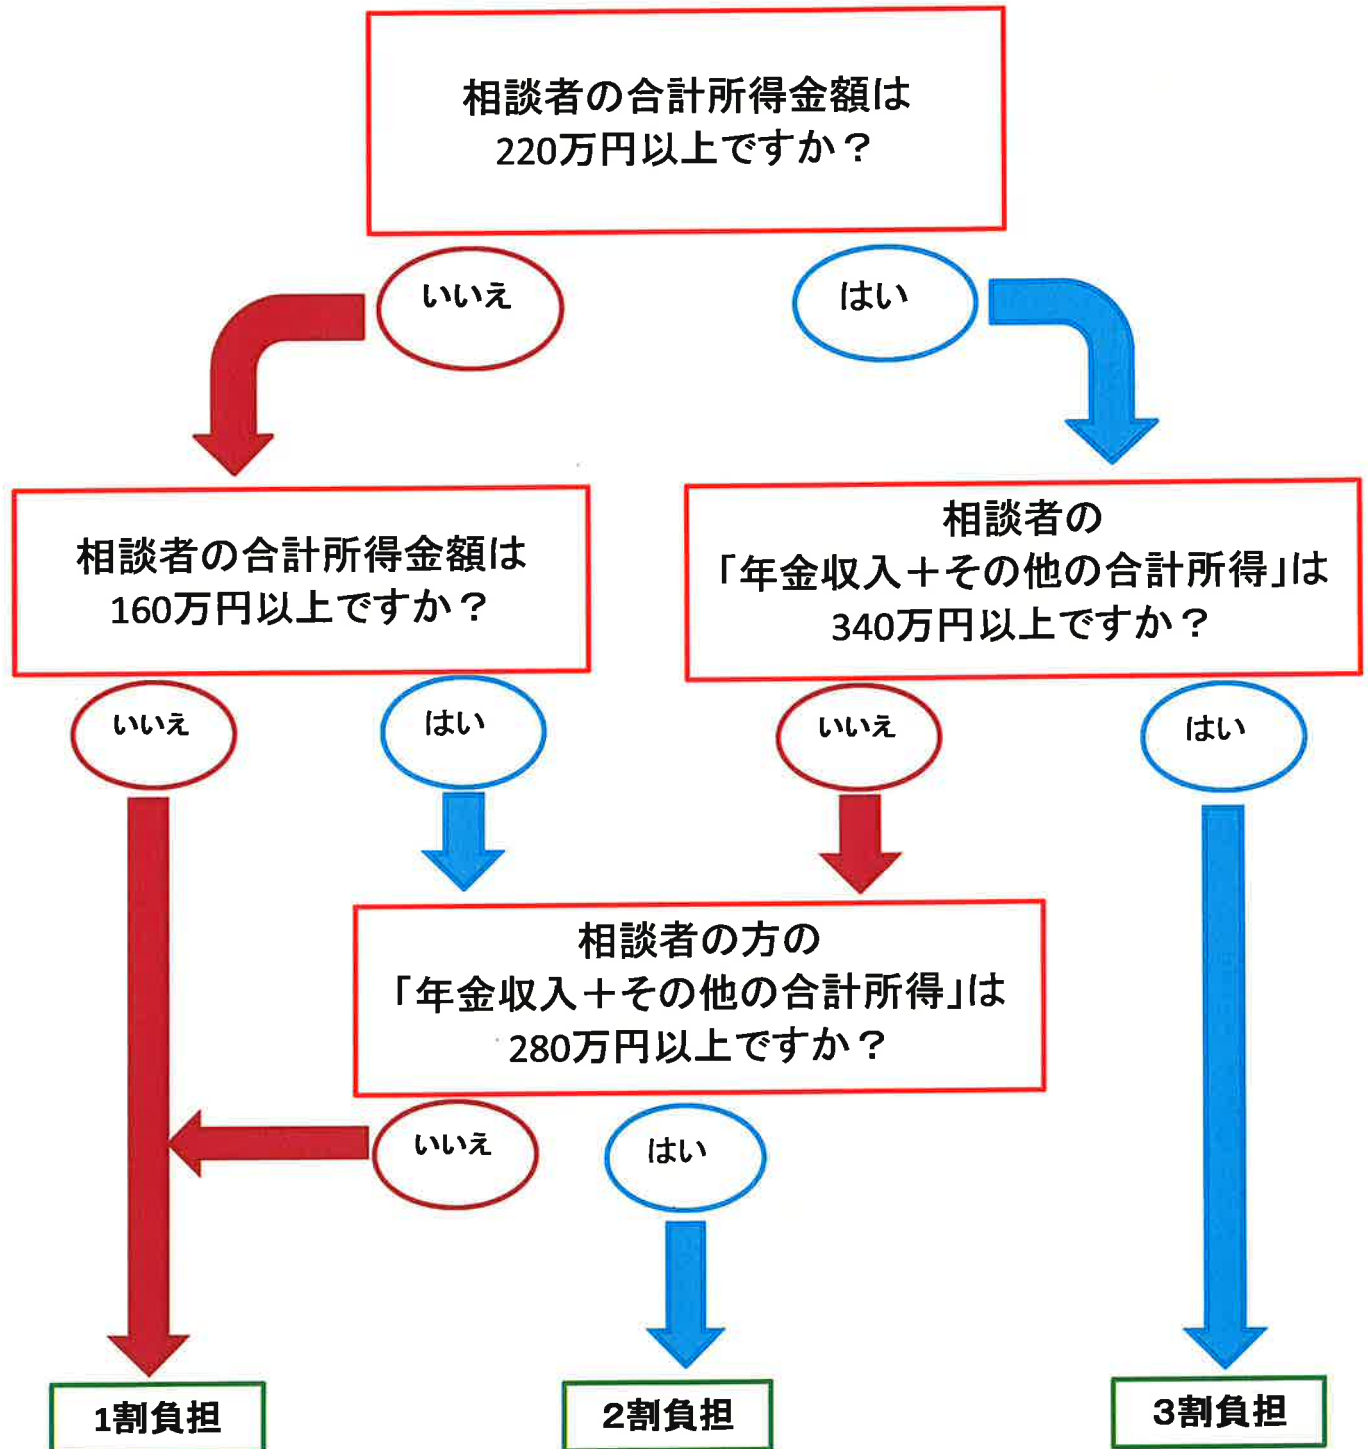 相談者の合計所得金額は
220万円以上ですか？
いいえ
はい
相談者の合計所得金額は
160万円以上ですか？
相談者の
「年金収入＋その他の合計所得」は
340万円以上ですか？
いいえ
はい
いいえ
はい
相談者の方の
「年金収入＋その他の合計所得」は
280万円以上ですか？
いいえ
はい
1割負担
2割負担
3割負担